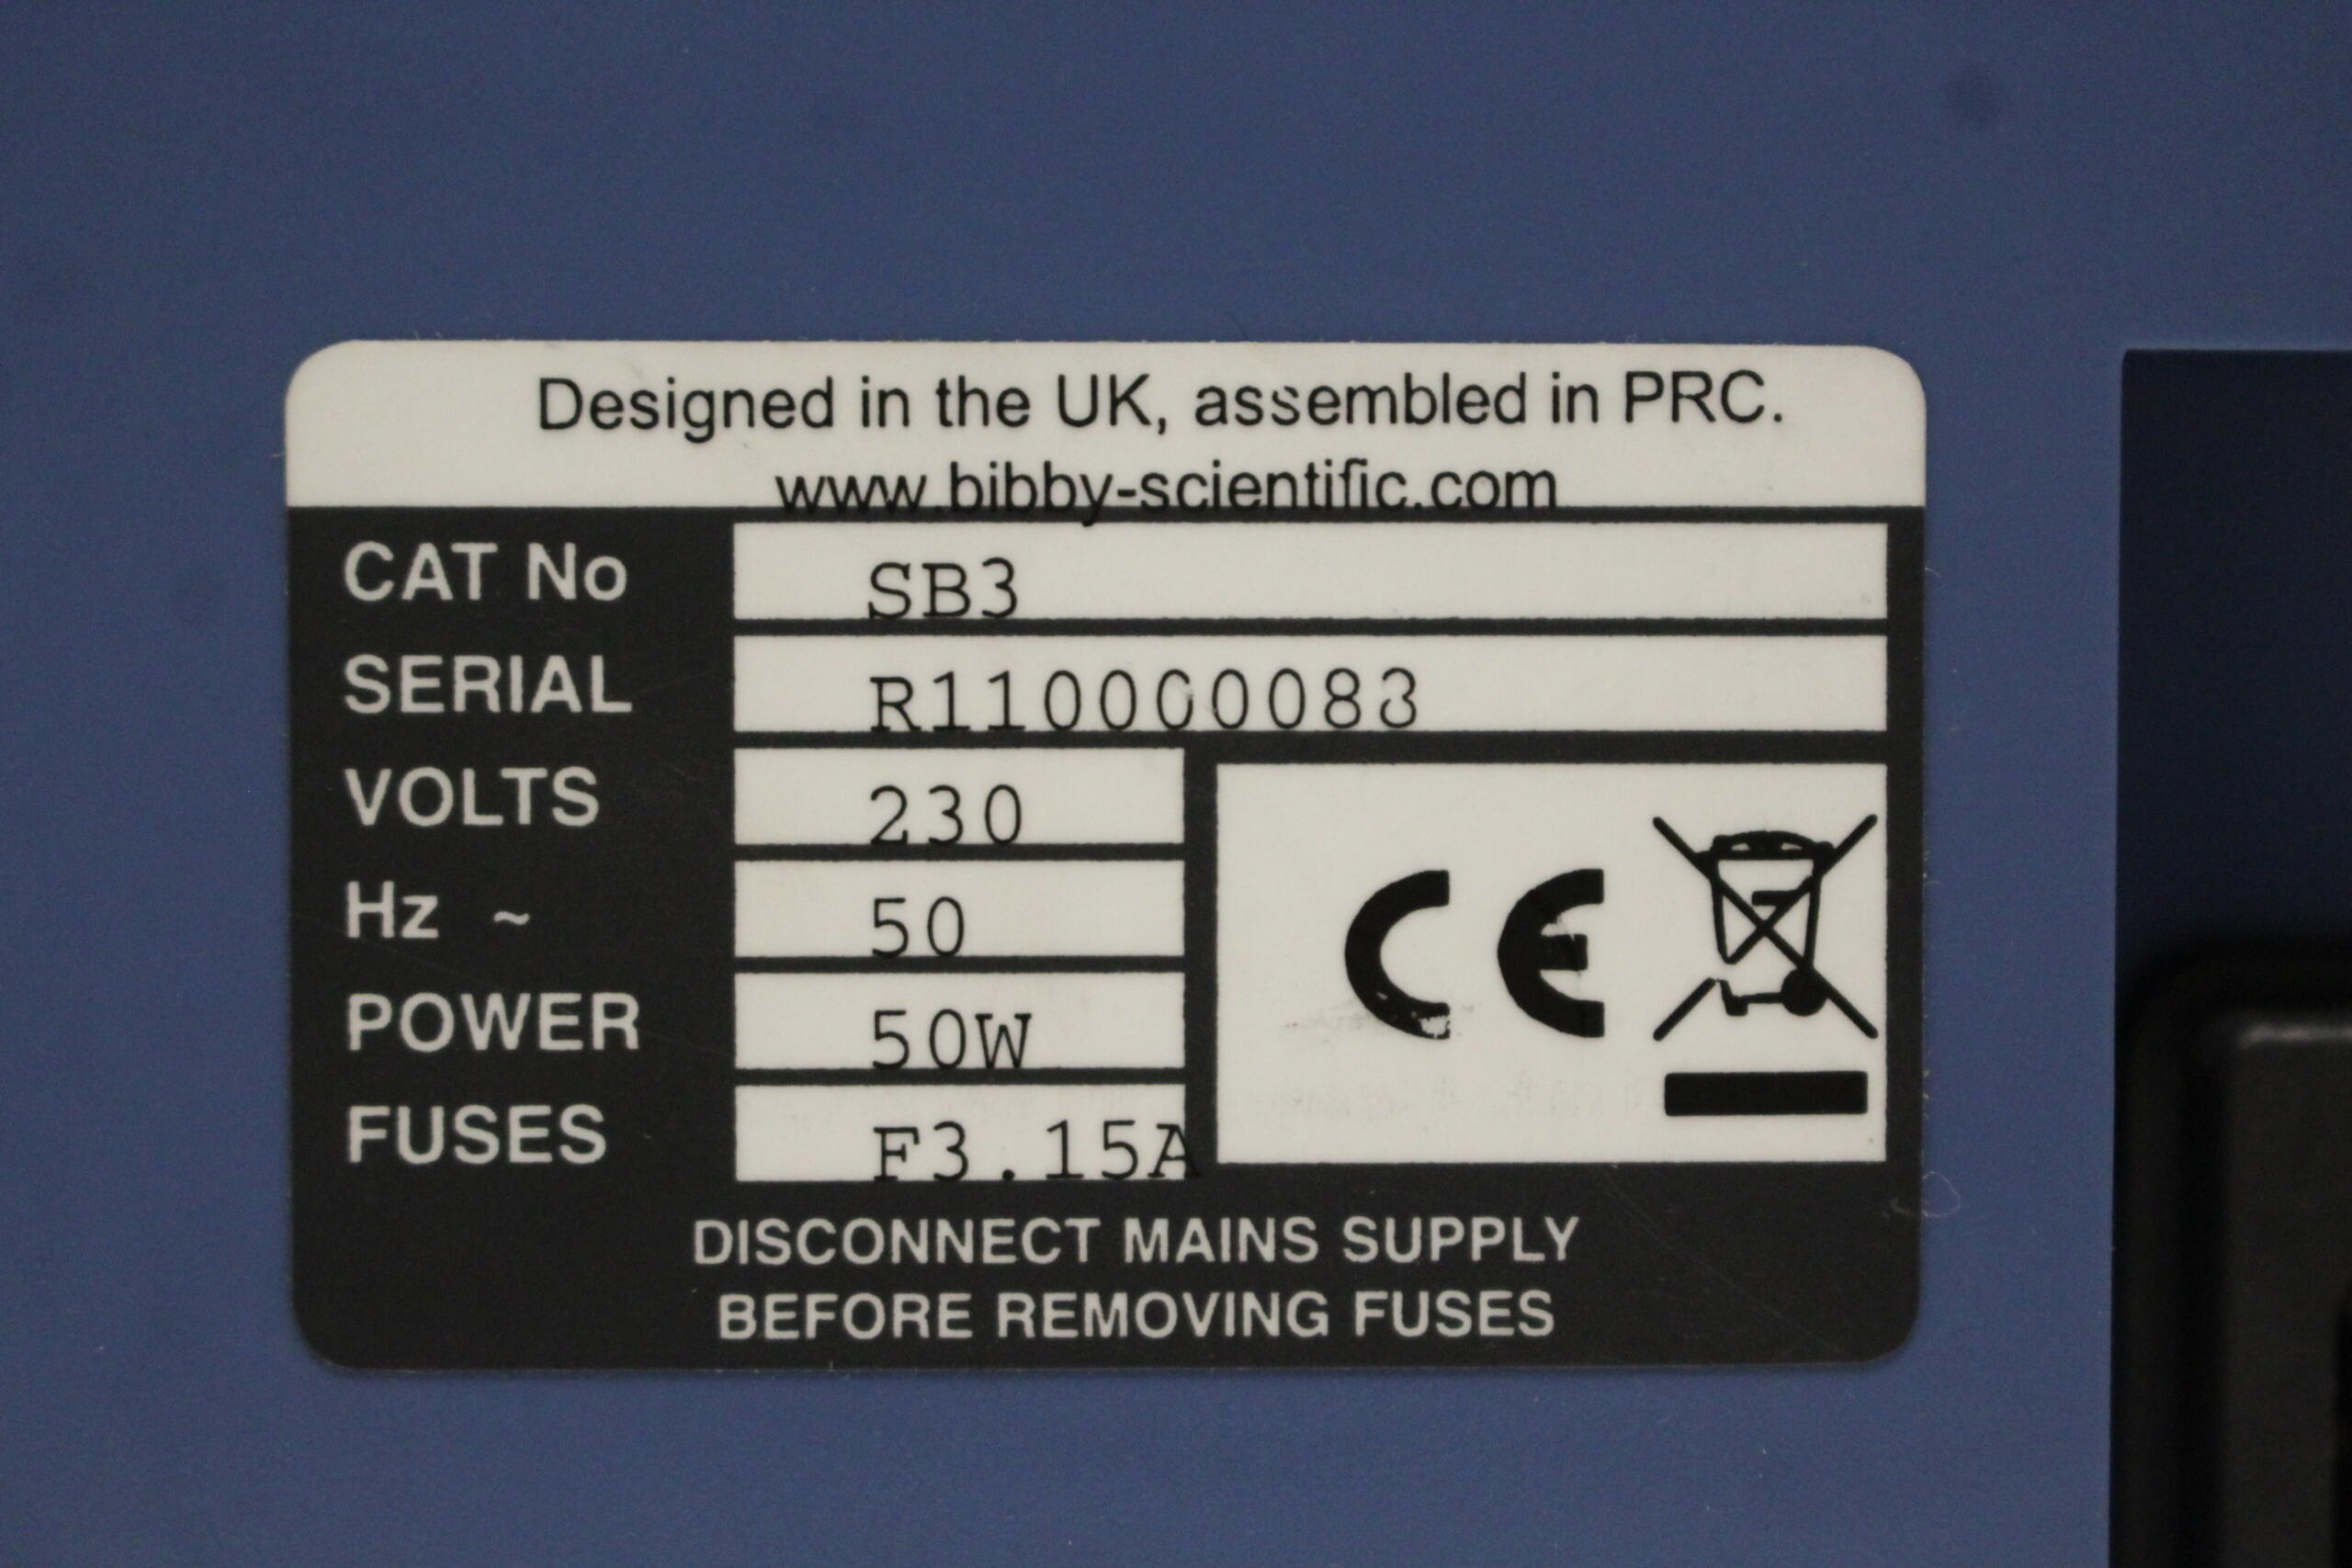 Designed in the UK, assembled in PRC.
www.bibby-scientific.com
CAT No SB3
SERIAL R110000083
VOLTS 230
Hz ~ 50
POWER 50W
FUSES F3.15A
CE
DISCONNECT MAINS SUPPLY
BEFORE REMOVING FUSES